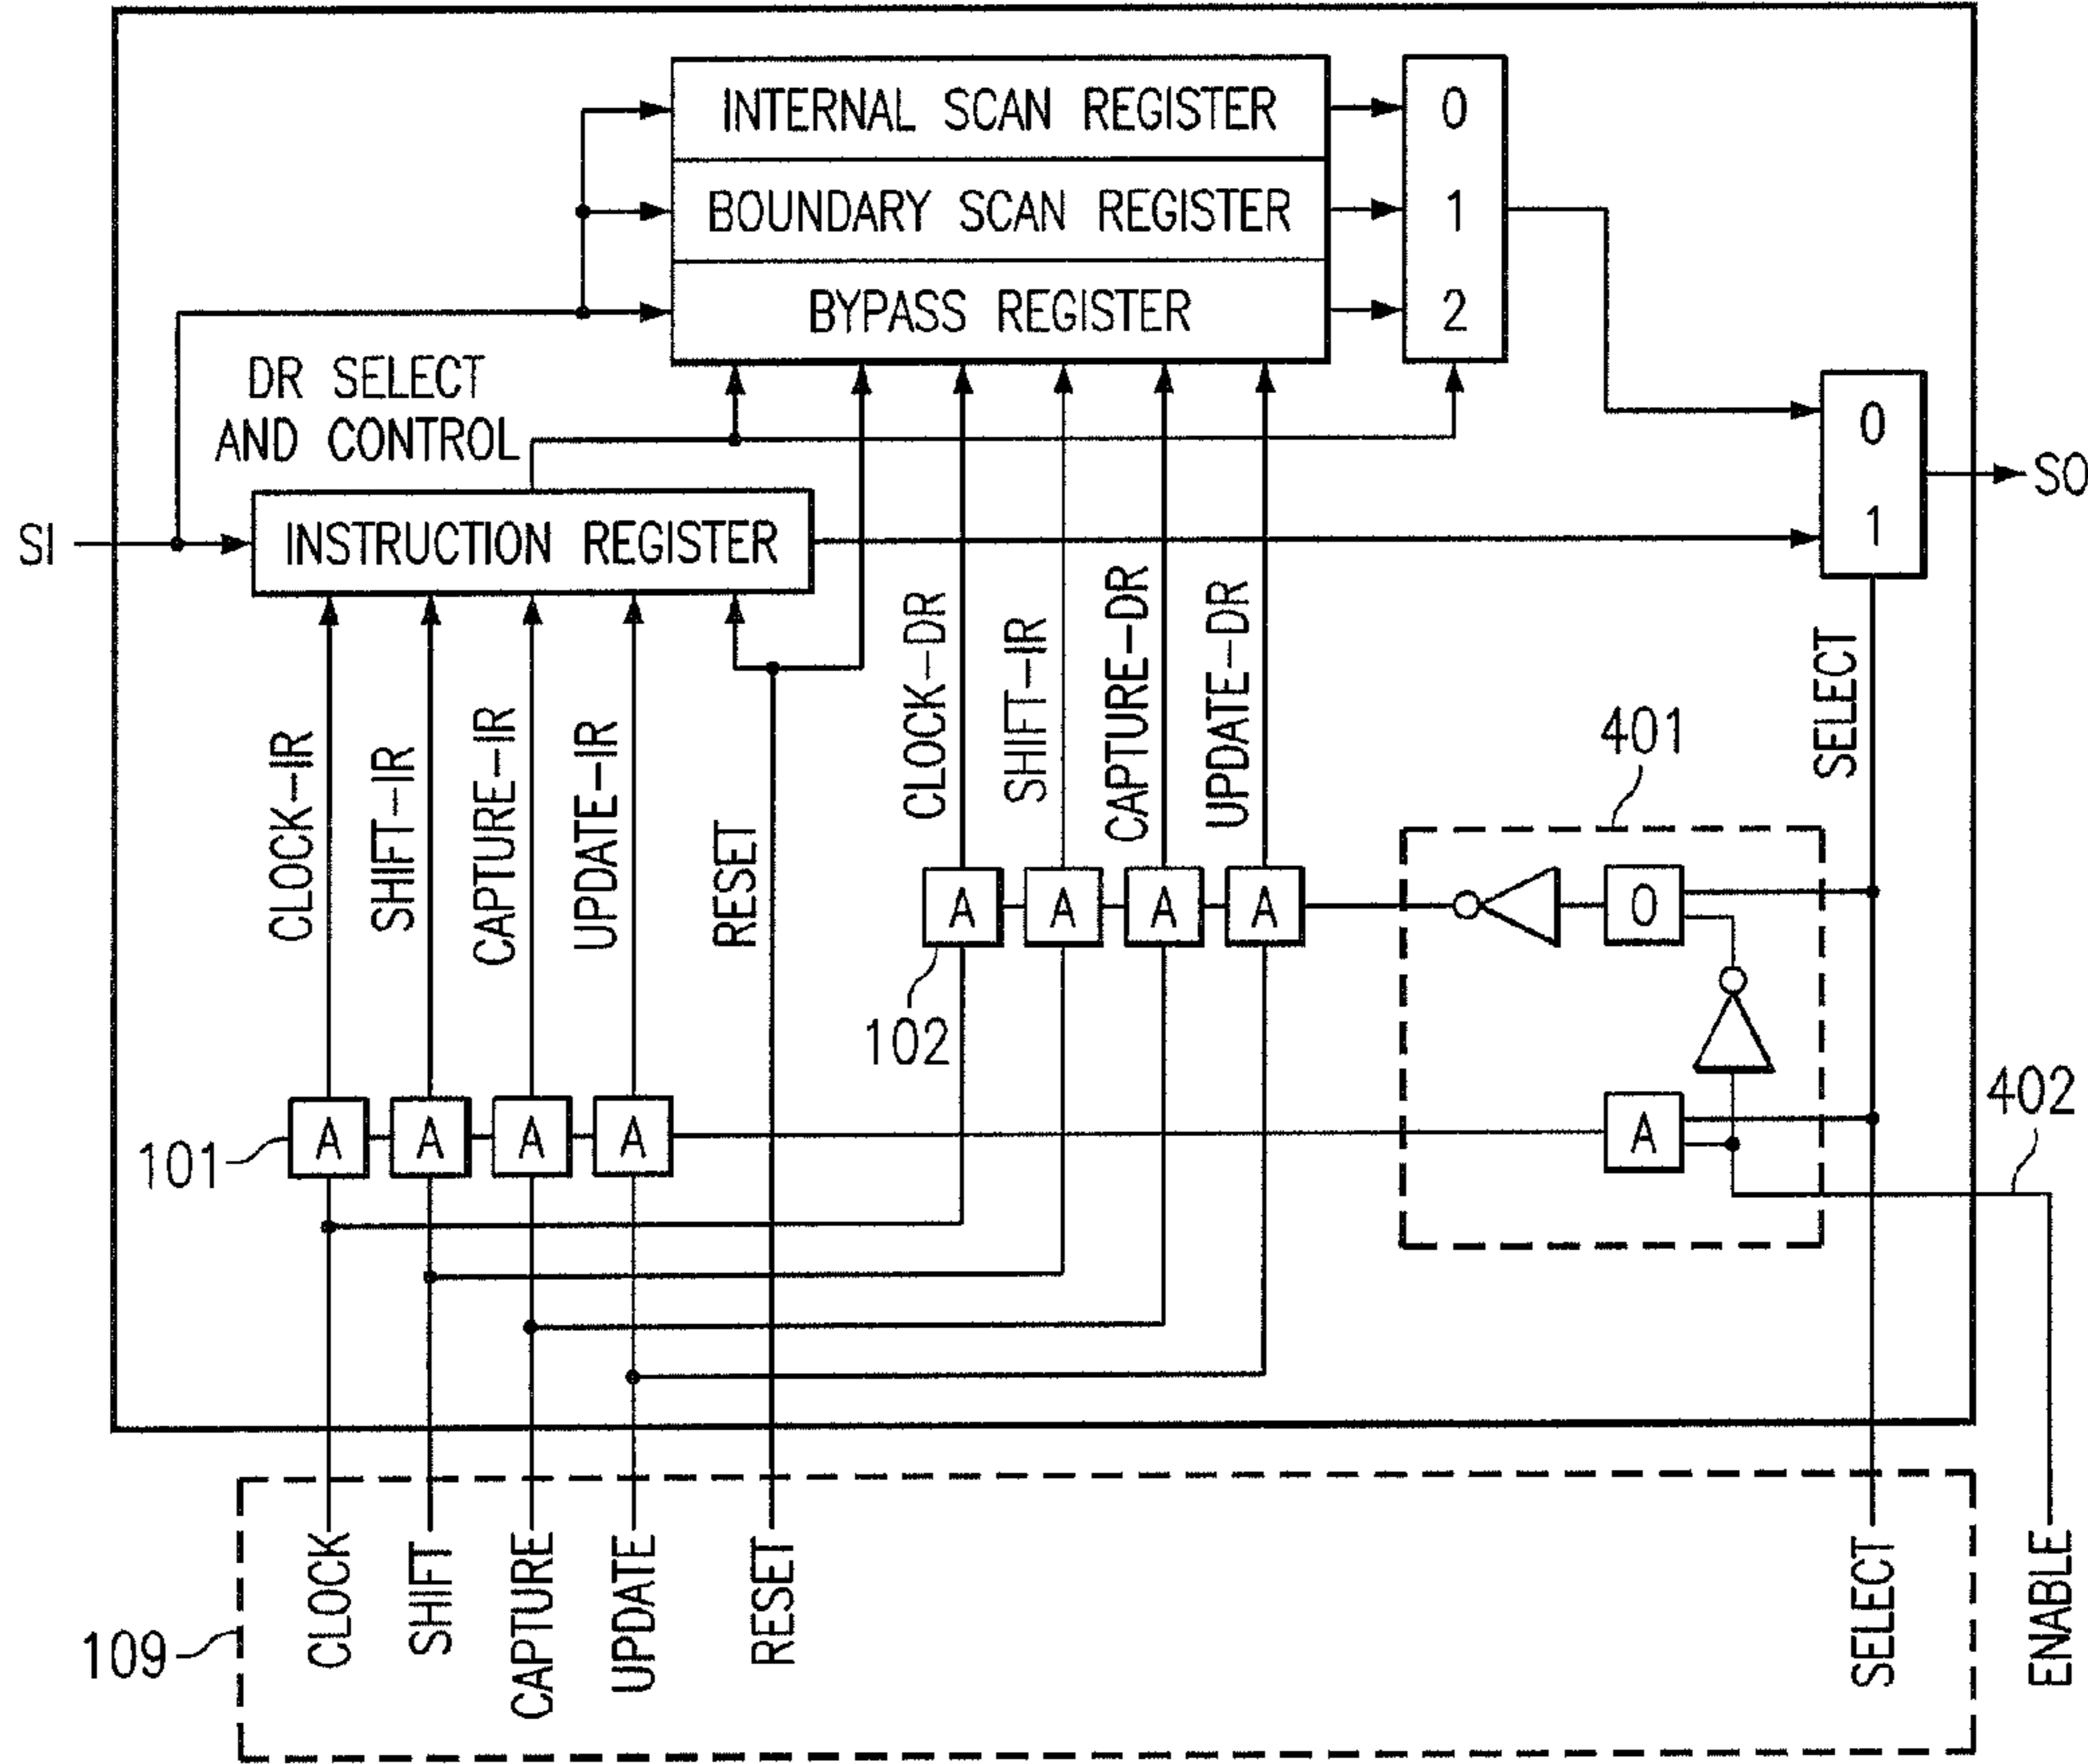 INTERNAL SCAN REGISTER
0
BOUNDARY SCAN REGISTER
1
BYPASS REGISTER
2
DR SELECT
AND CONTROL
0
SO
SI
INSTRUCTION REGISTER
1
CLOCK-IR
SHIFT-IR
CAPTURE-IR
UPDATE-IR
RESET
CLOCK-DR
SHIFT-IR
CAPTURE-DR
UPDATE-DR
SELECT
401
A
A
A
A
O
102
402
101
A
A
A
A
A
109
CLOCK
SHIFT
CAPTURE
UPDATE
RESET
SELECT
ENABLE